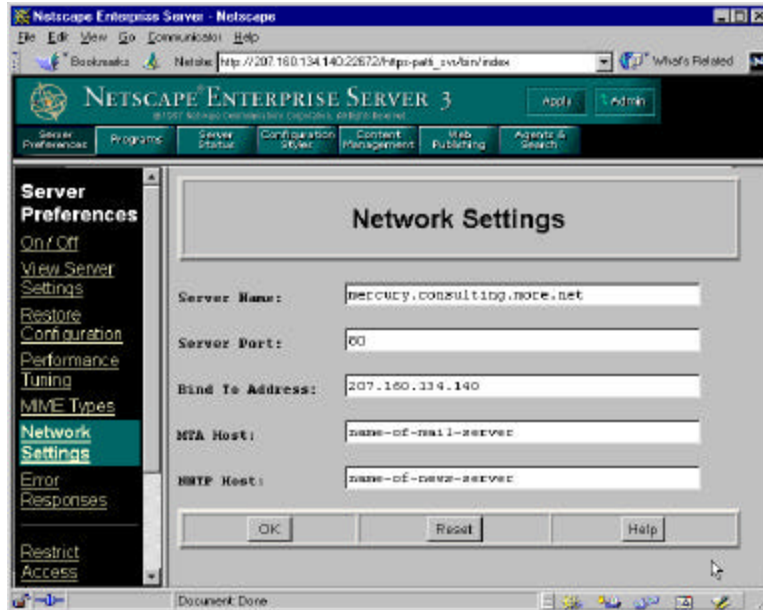 Netscape Enterprise Server - Netscape
File Edit View Go Communicator Help
Bookmarks Netsite: http://207.160.134.140:22672/https-path_svs/bin/index What's Related
NETSCAPE ENTERPRISE SERVER 3 Apply Admin
Server Preferences Programs Server Status Configuration Styles Content Management Web Publishing Agents & Search
Server
Preferences
On / Off
View Server
Settings
Restore
Configuration
Performance
Tuning
MIME Types
Network
Settings
Error
Responses
Restrict
Access
Network Settings
Server Name: mercury.consulting.more.net
Server Port: 80
Bind To Address: 207.160.134.140
MTA Host: name-of-mail-server
NNTP Host: name-of-news-server
OK Reset Help
Document: Done